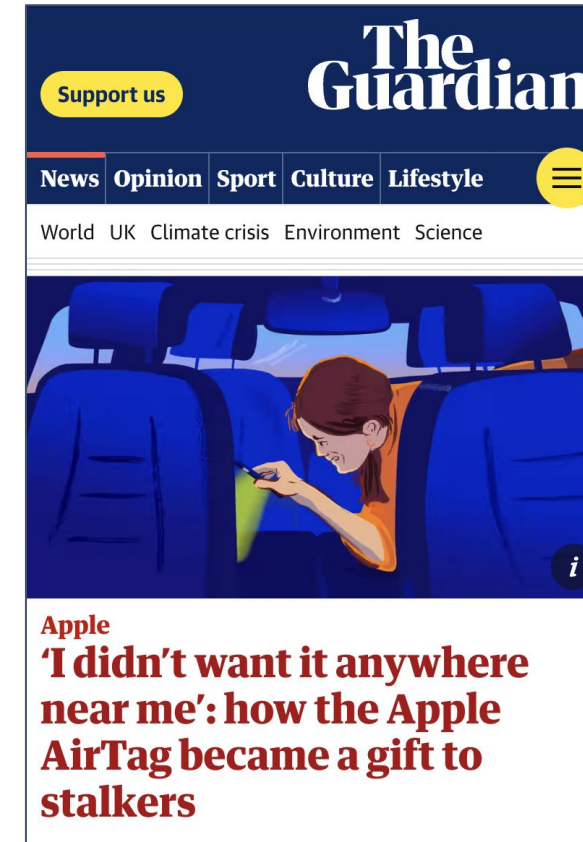 Support us
The
Guardian
News Opinion Sport Culture Lifestyle
World UK Climate crisis Environment Science
i
Apple
‘I didn’t want it anywhere
near me’: how the Apple
AirTag became a gift to
stalkers